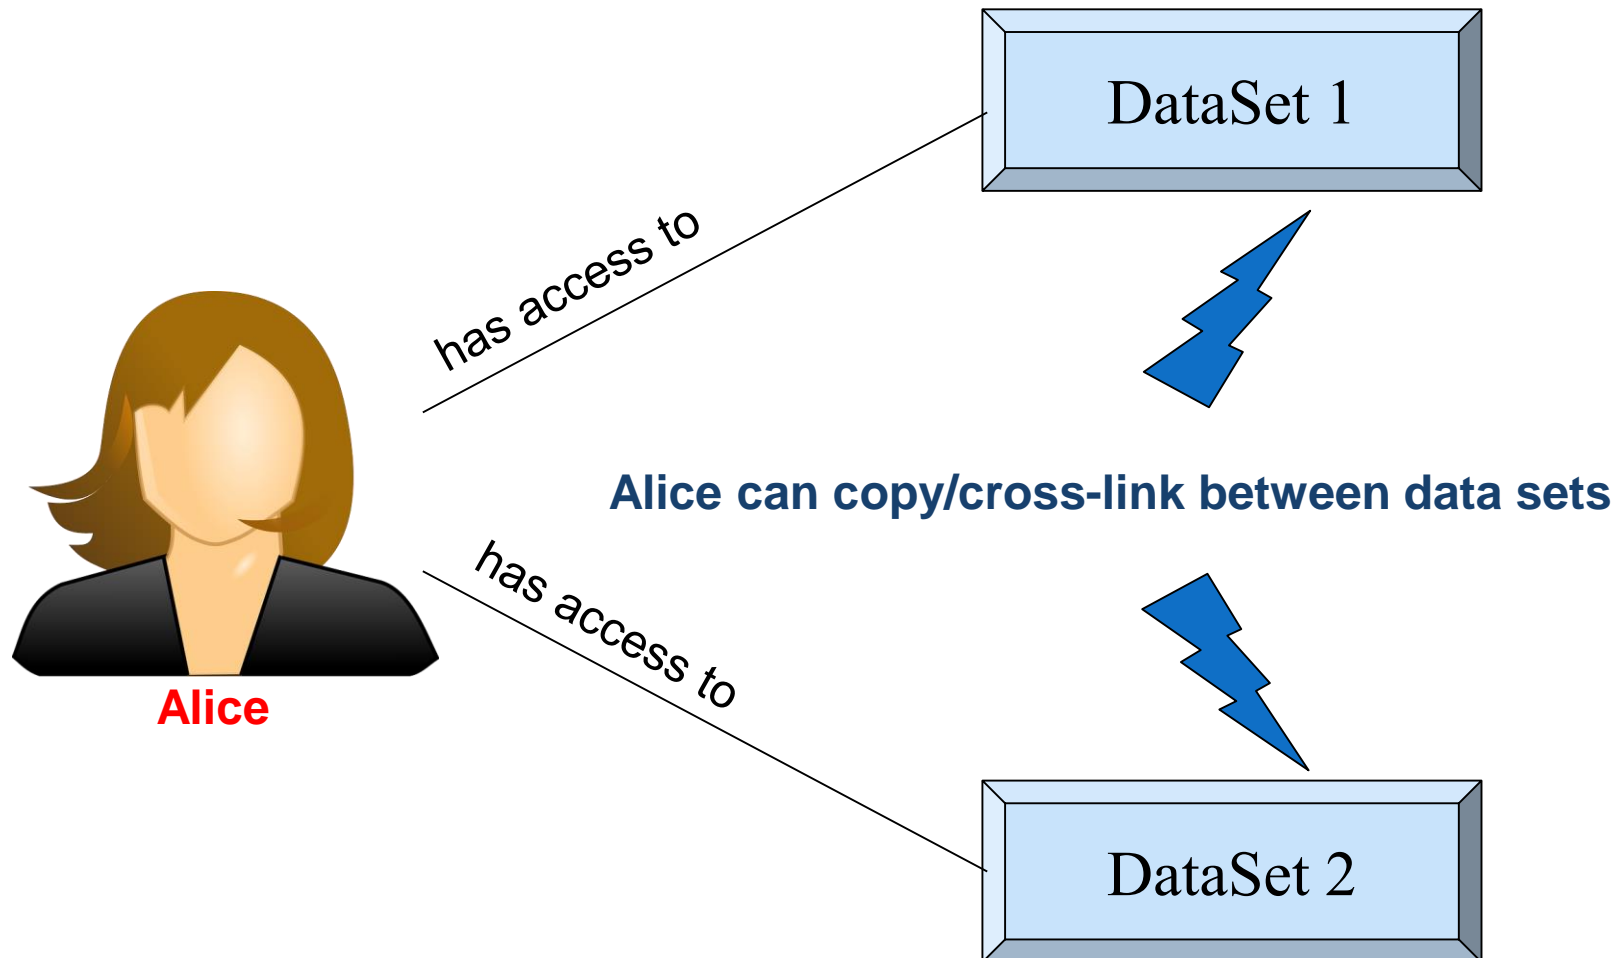 DataSet 1
has access to
Alice can copy/cross-link between data sets
has access to
Alice
DataSet 2